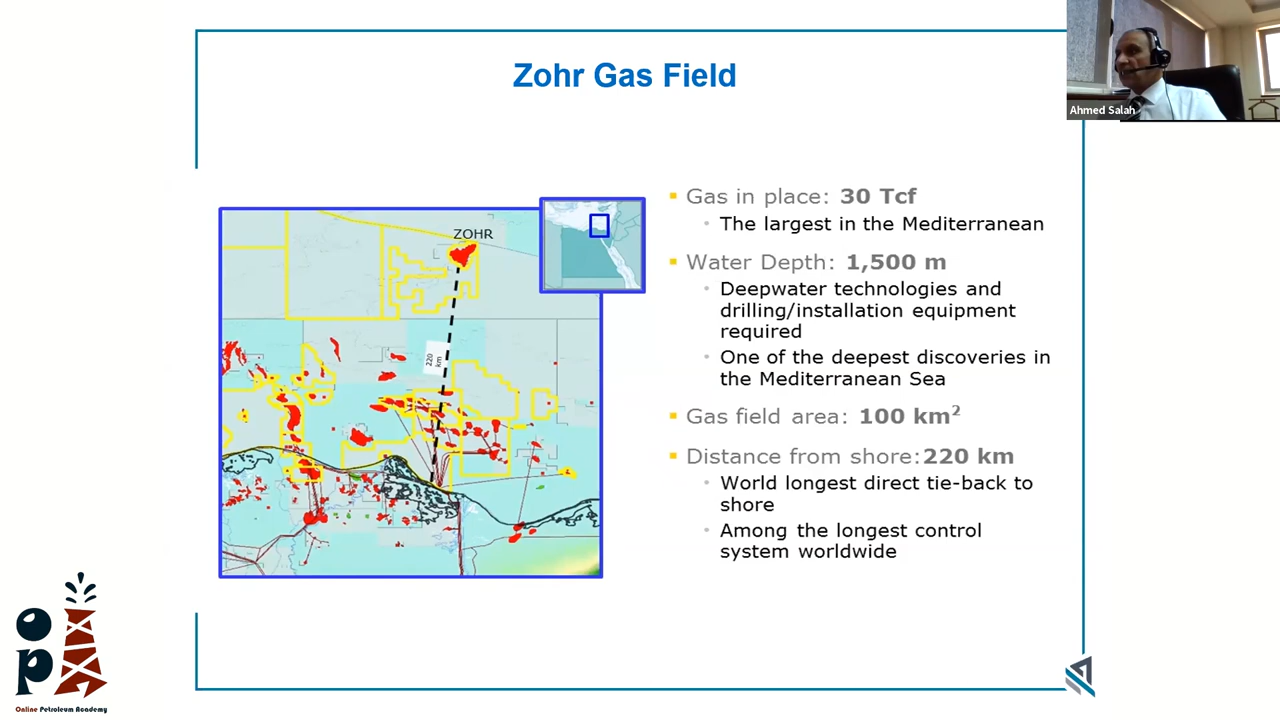 Zohr Gas Field
Ahmed Salah
ZOHR
220
km
Gas in place: 30 Tcf
The largest in the Mediterranean
Water Depth: 1,500 m
Deepwater technologies and
drilling/installation equipment
required
One of the deepest discoveries in
the Mediterranean Sea
Gas field area: 100 km²
Distance from shore:220 km
World longest direct tie-back to
shore
Among the longest control
system worldwide
OPA
Online Petroleum Academy